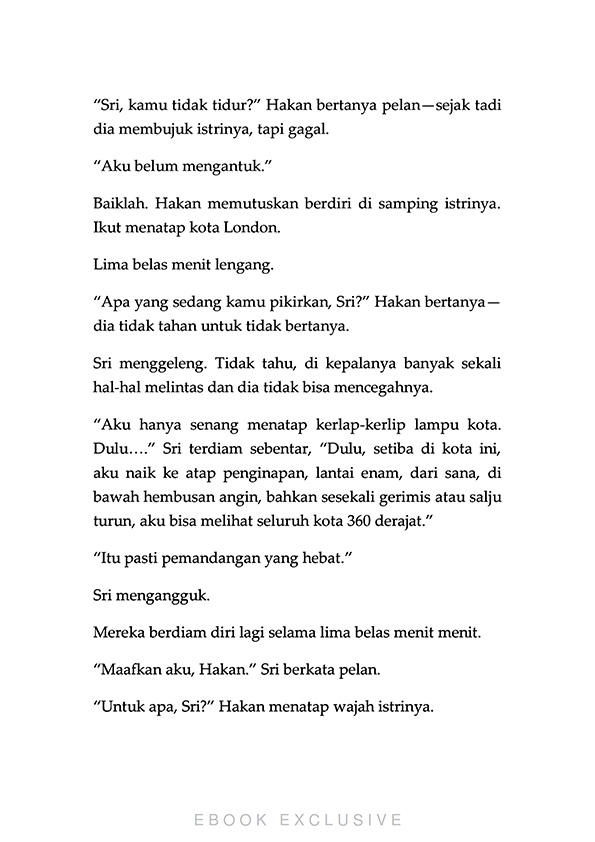 “Sri, kamu tidak tidur?” Hakan bertanya pelan—sejak tadi
dia membujuk istrinya, tapi gagal.
“Aku belum mengantuk.”
Baiklah. Hakan memutuskan berdiri di samping istrinya.
Ikut menatap kota London.
Lima belas menit lengang.
“Apa yang sedang kamu pikirkan, Sri?” Hakan bertanya—
dia tidak tahan untuk tidak bertanya.
Sri menggeleng. Tidak tahu, di kepalanya banyak sekali
hal-hal melintas dan dia tidak bisa mencegahnya.
“Aku hanya senang menatap kerlap-kerlip lampu kota.
Dulu….” Sri terdiam sebentar, “Dulu, setiba di kota ini,
aku naik ke atap penginapan, lantai enam, dari sana, di
bawah hembusan angin, bahkan sesekali gerimis atau salju
turun, aku bisa melihat seluruh kota 360 derajat.”
“Itu pasti pemandangan yang hebat.”
Sri mengangguk.
Mereka berdiam diri lagi selama lima belas menit menit.
“Maafkan aku, Hakan.” Sri berkata pelan.
“Untuk apa, Sri?” Hakan menatap wajah istrinya.
EBOOK EXCLUSIVE